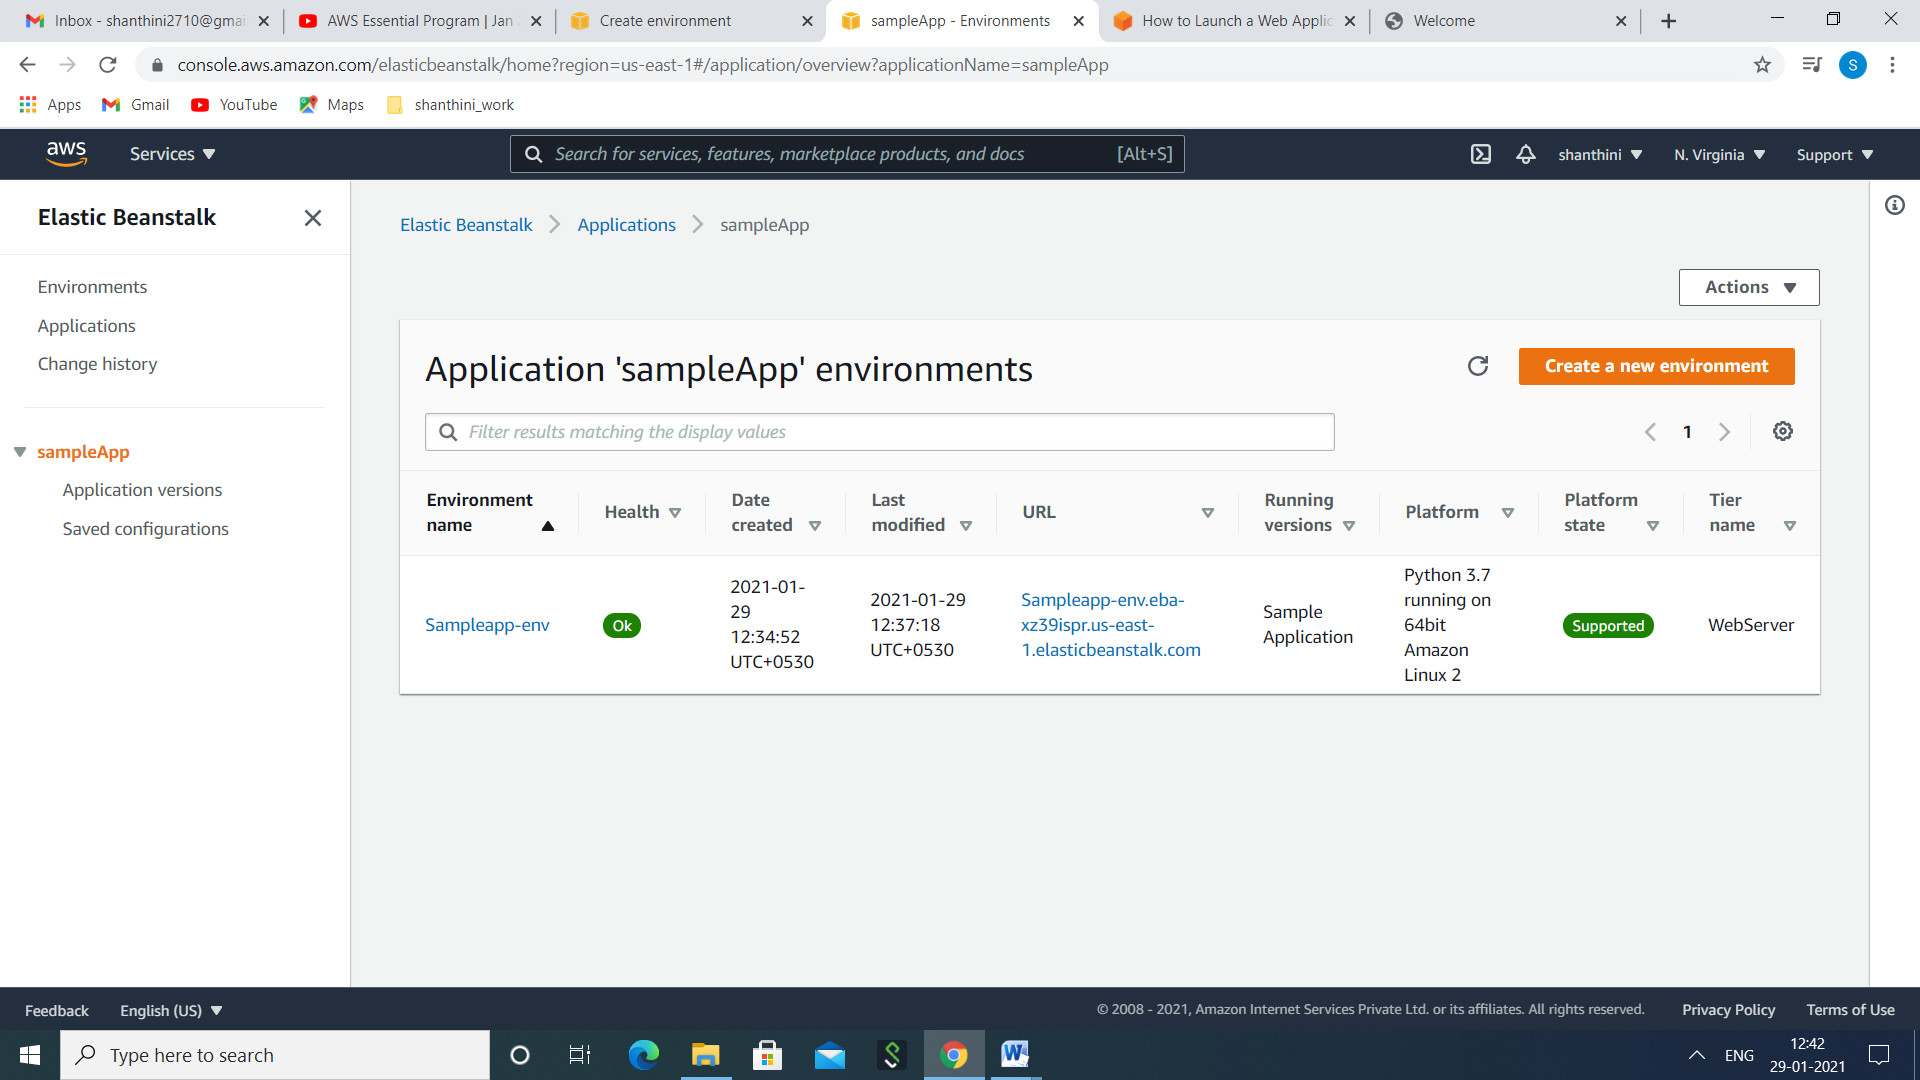 Inbox - shanthini2710@gmai
AWS Essential Program | Jan
Create environment
sampleApp - Environments
How to Launch a Web Applic
Welcome
console.aws.amazon.com/elasticbeanstalk/home?region=us-east-1#/application/overview?applicationName=sampleApp
S
Apps
Gmail
YouTube
Maps
shanthini_work
aws
Services
Search for services, features, marketplace products, and docs
[Alt+S]
shanthini
N. Virginia
Support
Elastic Beanstalk
Environments
Applications
Change history
sampleApp
Application versions
Saved configurations
Elastic Beanstalk
Applications
sampleApp
Actions
Application 'sampleApp' environments
Create a new environment
Filter results matching the display values
1
Environment
name
Health
Date
created
Last
modified
URL
Running
versions
Platform
Platform
state
Tier
name
Sampleapp-env
Ok
2021-01-
29
12:34:52
UTC+0530
2021-01-29
12:37:18
UTC+0530
Sampleapp-env.eba-
xz39ispr.us-east-
1.elasticbeanstalk.com
Sample
Application
Python 3.7
running on
64bit
Amazon
Linux 2
Supported
WebServer
Feedback
English (US)
© 2008 - 2021, Amazon Internet Services Private Ltd. or its affiliates. All rights reserved.
Privacy Policy
Terms of Use
Type here to search
ENG
12:42
29-01-2021